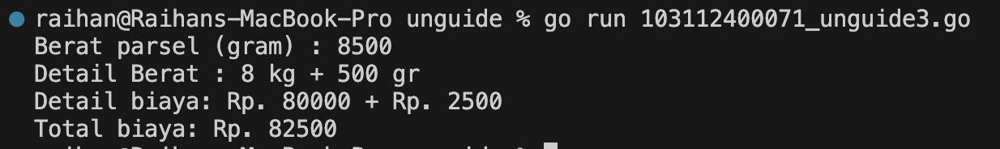 raihan@Raihans-MacBook-Pro unguide % go run 103112400071_unguide3.go
Berat parsel (gram) : 8500
Detail Berat : 8 kg + 500 gr
Detail biaya: Rp. 80000 + Rp. 2500
Total biaya: Rp. 82500